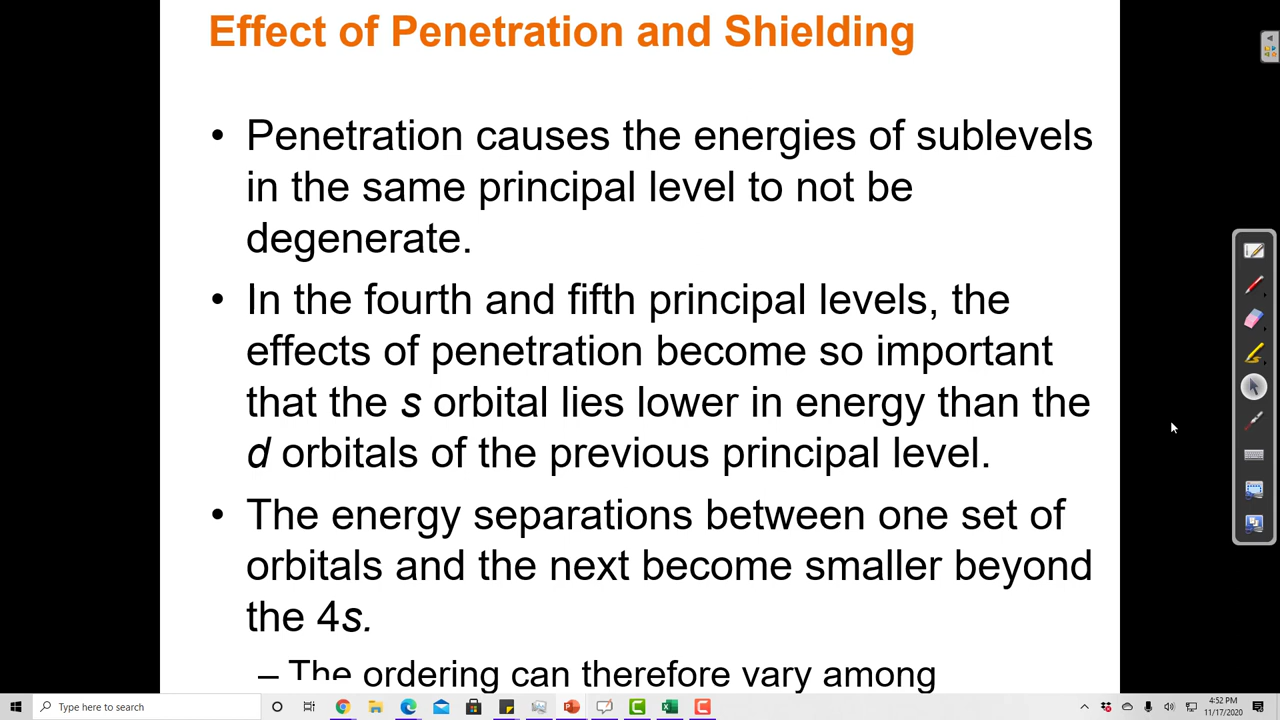 Effect of Penetration and Shielding
• Penetration causes the energies of sublevels
in the same principal level to not be
degenerate.
• In the fourth and fifth principal levels, the
effects of penetration become so important
that the s orbital lies lower in energy than the
d orbitals of the previous principal level.
• The energy separations between one set of
orbitals and the next become smaller beyond
the 4s.
– The ordering can therefore vary among
Type here to search
4:52 PM
11/17/2020